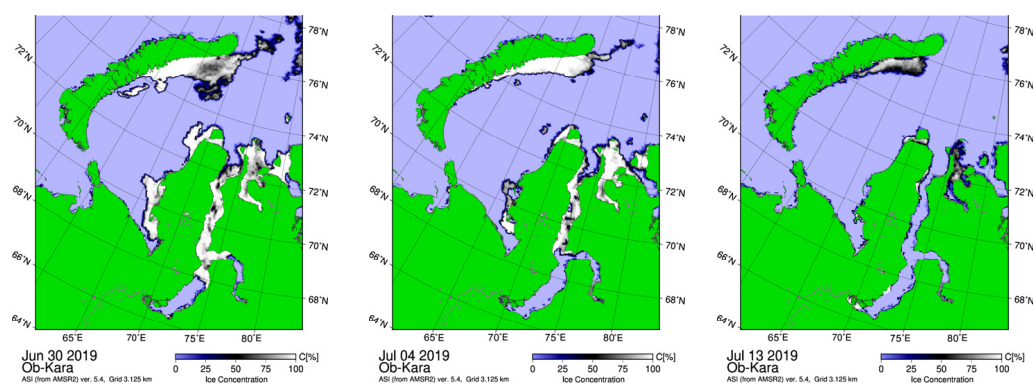 72°N
70°N
68°N
66°N
64°N
78°N
76°N
74°N
72°N
70°N
68°N
65°E
70°E
75°E
80°E
Jun 30 2019
Ob-Kara
ASI (from AMSR2) ver. 5.4, Grid 3.125 km
C[%]
0 25 50 75 100
Ice Concentration
72°N
70°N
68°N
66°N
64°N
78°N
76°N
74°N
72°N
70°N
68°N
65°E
70°E
75°E
80°E
Jul 04 2019
Ob-Kara
ASI (from AMSR2) ver. 5.4, Grid 3.125 km
C[%]
0 25 50 75 100
Ice Concentration
72°N
70°N
68°N
66°N
64°N
78°N
76°N
74°N
72°N
70°N
68°N
65°E
70°E
75°E
80°E
Jul 13 2019
Ob-Kara
ASI (from AMSR2) ver. 5.4, Grid 3.125 km
C[%]
0 25 50 75 100
Ice Concentration